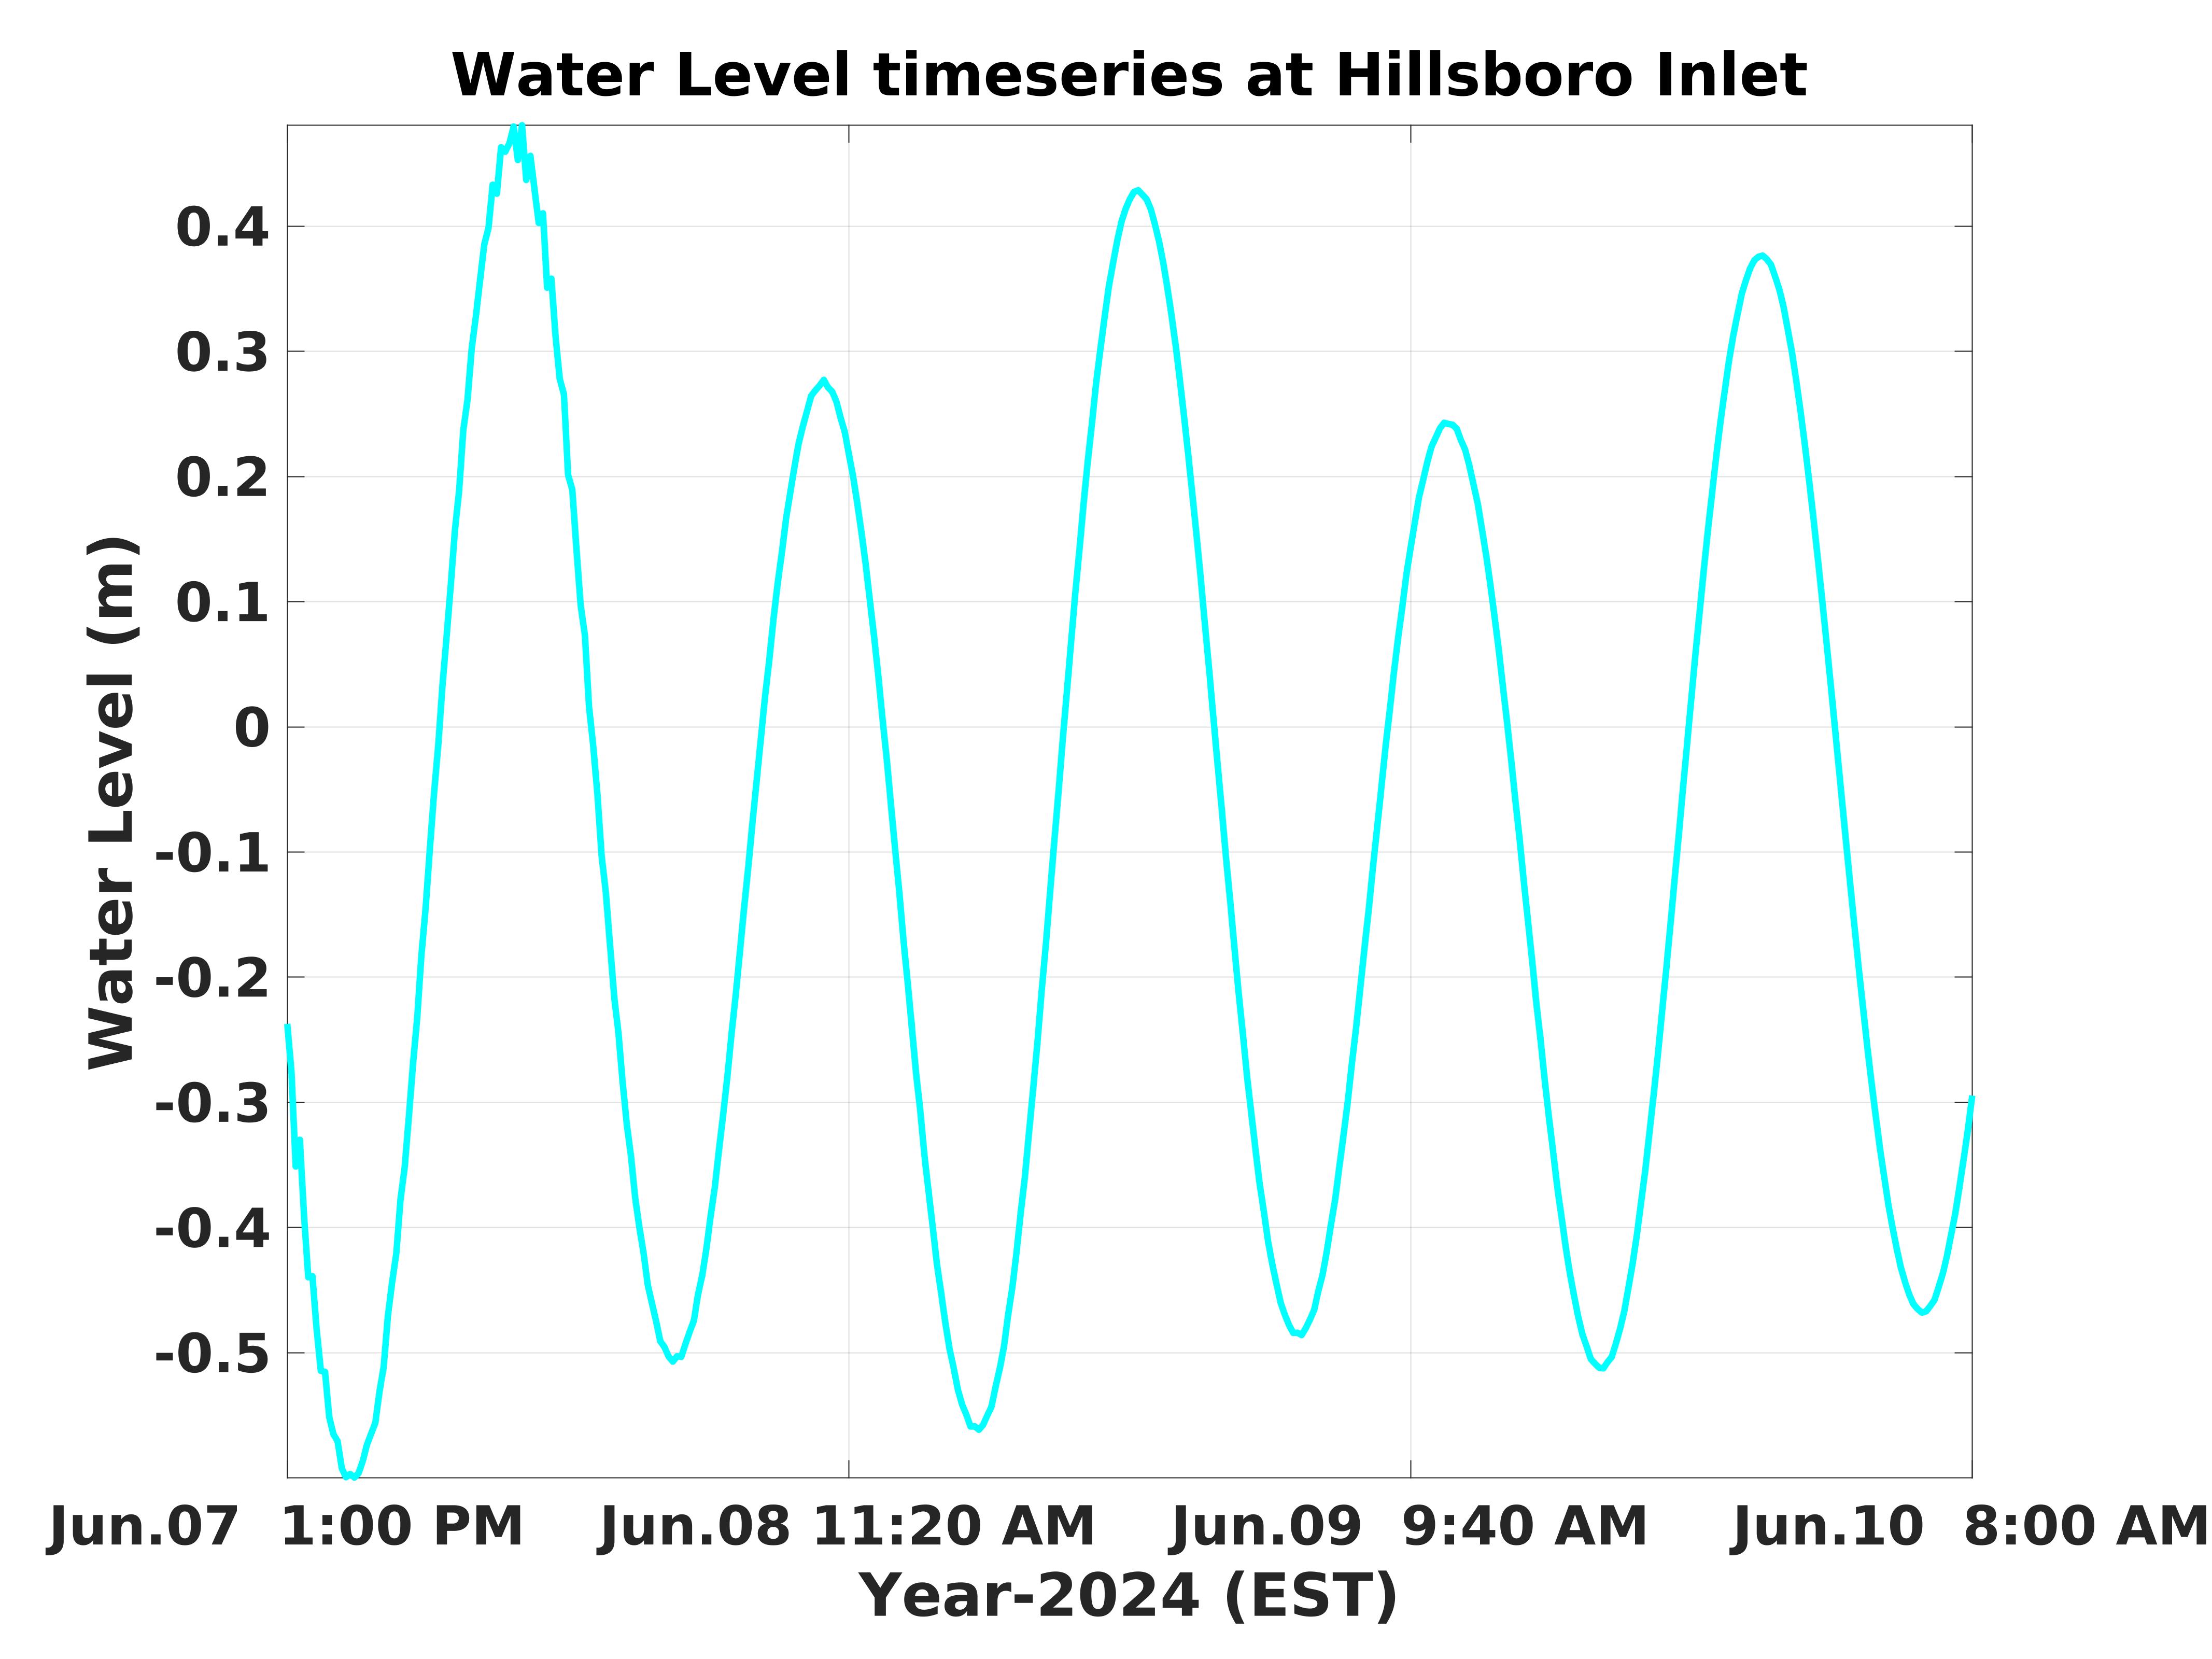 Water Level timeseries at Hillsboro Inlet
Water Level (m)
0.4
0.3
0.2
0.1
0
-0.1
-0.2
-0.3
-0.4
-0.5
Jun.07 1:00 PM
Jun.08 11:20 AM
Jun.09 9:40 AM
Jun.10 8:00 AM
Year-2024 (EST)